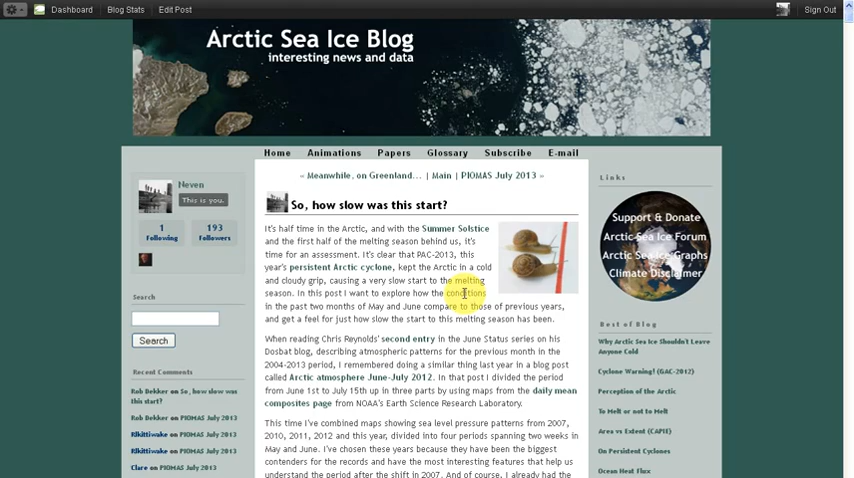 Dashboard Blog Stats Edit Post Sign Out
Arctic Sea Ice Blog
interesting news and data
Home Animations Papers Glossary Subscribe E-mail
Neven
This is you.
1 Following
193 Followers
Search
Search
Recent Comments
Rob Dekker on So, how slow was
this start?
Rob Dekker on PIOMAS July 2013
R1kittiwake on PIOMAS July 2013
R1kittiwake on PIOMAS July 2013
Clare on PIOMAS July 2013
« Meanwhile, on Greenland... | Main | PIOMAS July 2013 »
So, how slow was this start?
It's half time in the Arctic, and with the Summer Solstice
and the first half of the melting season behind us, it's
time for an assessment. It's clear that PAC-2013, this
year's persistent Arctic cyclone, kept the Arctic in a cold
and cloudy grip, causing a very slow start to the melting
season. In this post I want to explore how the conditions
in the past two months of May and June compare to those of previous years,
and get a feel for just how slow the start to this melting season has been.
When reading Chris Reynolds' second entry in the June Status series on his
Dosbat blog, describing atmospheric patterns for the previous month in the
2004-2013 period, I remembered doing a similar thing last year in a blog post
called Arctic atmosphere June-July 2012. In that post I divided the period
from June 1st to July 15th up in three parts by using maps from the daily mean
composites page from NOAA's Earth Science Research Laboratory.
This time I've combined maps showing sea level pressure patterns from 2007,
2010, 2011, 2012 and this year, divided into four periods spanning two weeks in
May and June. I've chosen these years because they have been the biggest
contenders for the records and have the most interesting features that help us
understand the period after the shift in 2007. And of course, I already had the
Links
Support & Donate
Arctic Sea Ice Forum
Arctic Sea Ice Graphs
Climate Disclaimer
Best of Blog
Why Arctic Sea Ice Shouldn't Leave
Anyone Cold
Cyclone Warning! (GAC-2012)
Perception of the Arctic
To Melt or not to Melt
Area vs Extent (CAPIE)
On Persistent Cyclones
Ocean Heat Flux